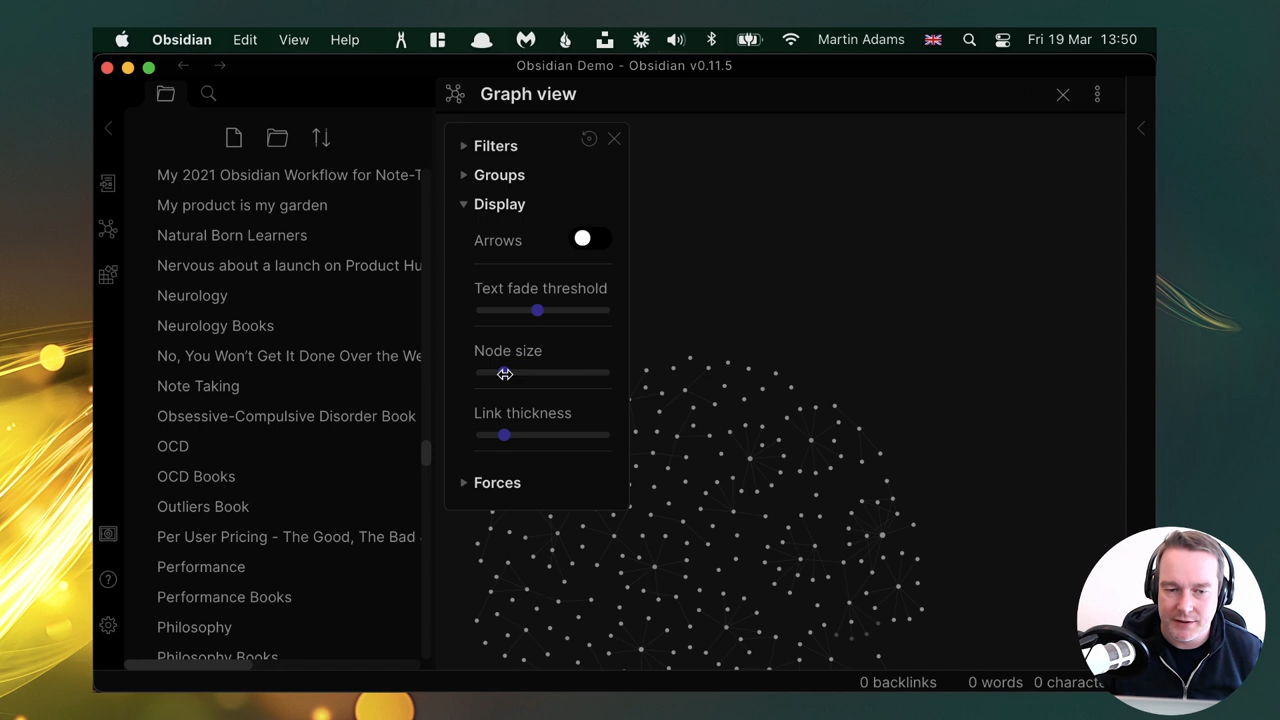 Obsidian Edit View Help Martin Adams Fri 19 Mar 13:50
Obsidian Demo - Obsidian v0.11.5
Graph view
My 2021 Obsidian Workflow for Note-T
My product is my garden
Natural Born Learners
Nervous about a launch on Product Hu
Neurology
Neurology Books
No, You Won't Get It Done Over the We
Note Taking
Obsessive-Compulsive Disorder Book
OCD
OCD Books
Outliers Book
Per User Pricing - The Good, The Bad
Performance
Performance Books
Philosophy
Philosophy Books
Filters
Groups
Display
Arrows
Text fade threshold
Node size
Link thickness
Forces
0 backlinks 0 words 0 characte